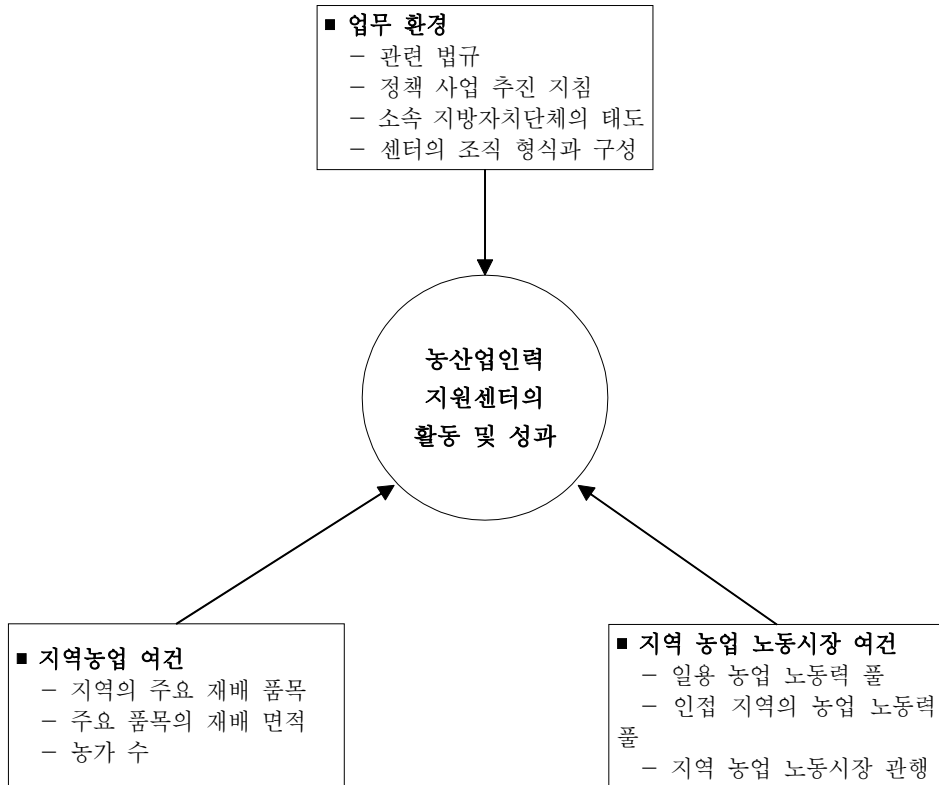 ■ 업무 환경
– 관련 법규
– 정책 사업 추진 지침
– 소속 지방자치단체의 태도
– 센터의 조직 형식과 구성
농산업인력
지원센터의
활동 및 성과
■ 지역농업 여건
– 지역의 주요 재배 품목
– 주요 품목의 재배 면적
– 농가 수
■ 지역 농업 노동시장 여건
– 일용 농업 노동력 풀
– 인접 지역의 농업 노동력
풀
– 지역 농업 노동시장 관행